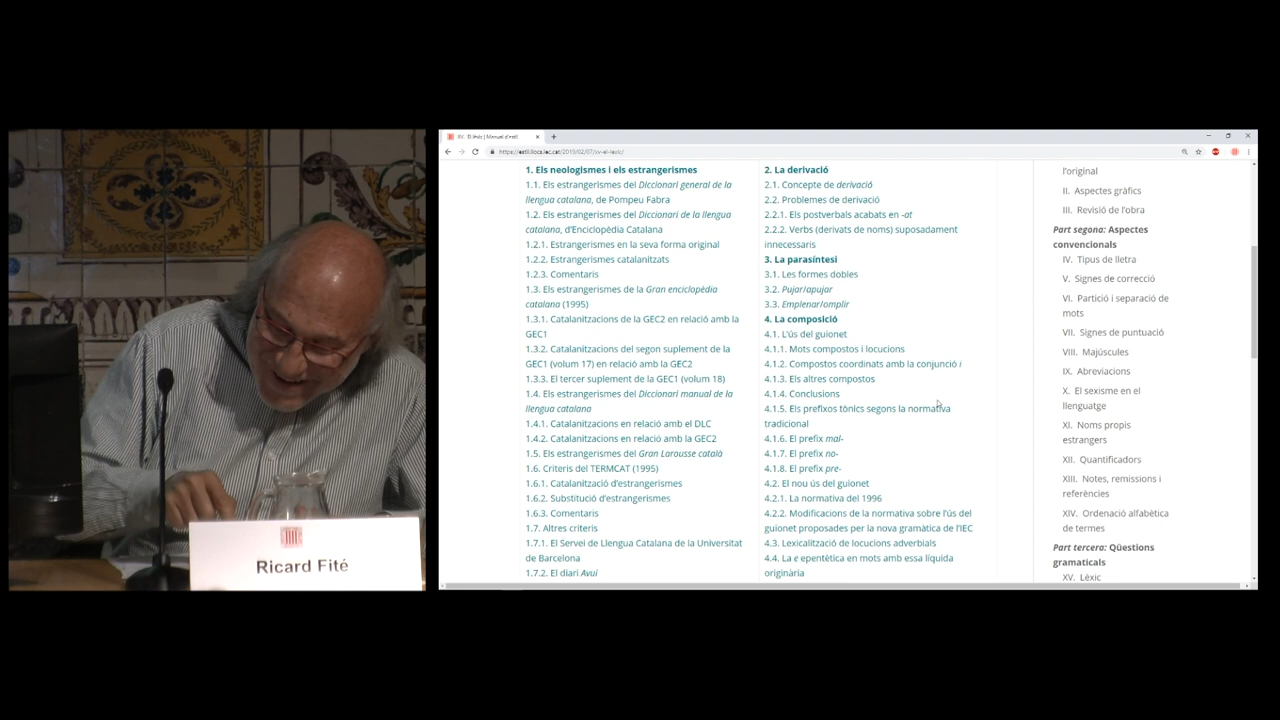 Ricard Fité
XV. El lèxic | Manual d'estil
https://estil.llocs.iec.cat/2019/02/07/xv-el-lexic/
1. Els neologismes i els estrangerismes
1.1. Els estrangerismes del Diccionari general de la
llengua catalana, de Pompeu Fabra
1.2. Els estrangerismes del Diccionari de la llengua
catalana, d'Enciclopèdia Catalana
1.2.1. Estrangerismes en la seva forma original
1.2.2. Estrangerismes catalanitzats
1.2.3. Comentaris
1.3. Els estrangerismes de la Gran enciclopèdia
catalana (1995)
1.3.1. Catalanitzacions de la GEC2 en relació amb la
GEC1
1.3.2. Catalanitzacions del segon suplement de la
GEC1 (volum 17) en relació amb la GEC2
1.3.3. El tercer suplement de la GEC1 (volum 18)
1.4. Els estrangerismes del Diccionari manual de la
llengua catalana
1.4.1. Catalanitzacions en relació amb el DLC
1.4.2. Catalanitzacions en relació amb la GEC2
1.5. Els estrangerismes del Gran Larousse català
1.6. Criteris del TERMCAT (1995)
1.6.1. Catalanització d'estrangerismes
1.6.2. Substitució d'estrangerismes
1.6.3. Comentaris
1.7. Altres criteris
1.7.1. El Servei de Llengua Catalana de la Universitat
de Barcelona
1.7.2. El diari Avui
2. La derivació
2.1. Concepte de derivació
2.2. Problemes de derivació
2.2.1. Els postverbals acabats en -at
2.2.2. Verbs (derivats de noms) suposadament
innecessaris
3. La parasíntesi
3.1. Les formes dobles
3.2. Pujar/apujar
3.3. Emplenar/omplir
4. La composició
4.1. L'ús del guionet
4.1.1. Mots compostos i locucions
4.1.2. Compostos coordinats amb la conjunció i
4.1.3. Els altres compostos
4.1.4. Conclusions
4.1.5. Els prefixos tònics segons la normativa
tradicional
4.1.6. El prefix mal-
4.1.7. El prefix no-
4.1.8. El prefix pre-
4.2. El nou ús del guionet
4.2.1. La normativa del 1996
4.2.2. Modificacions de la normativa sobre l'ús del
guionet proposades per la nova gramàtica de l'IEC
4.3. Lexicalització de locucions adverbials
4.4. La e epentètica en mots amb essa líquida
originària
l'original
II. Aspectes gràfics
III. Revisió de l'obra
Part segona: Aspectes
convencionals
IV. Tipus de lletra
V. Signes de correcció
VI. Partició i separació de
mots
VII. Signes de puntuació
VIII. Majúscules
IX. Abreviacions
X. El sexisme en el
llenguatge
XI. Noms propis
estrangers
XII. Quantificadors
XIII. Notes, remissions i
referències
XIV. Ordenació alfabètica
de termes
Part tercera: Qüestions
gramaticals
XV. Lèxic